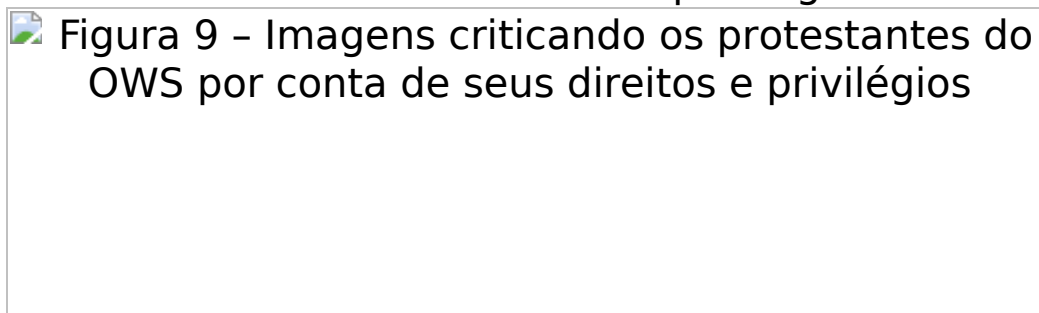 Figura 9 – Imagens criticando os protestantes do
OWS por conta de seus direitos e privilégios